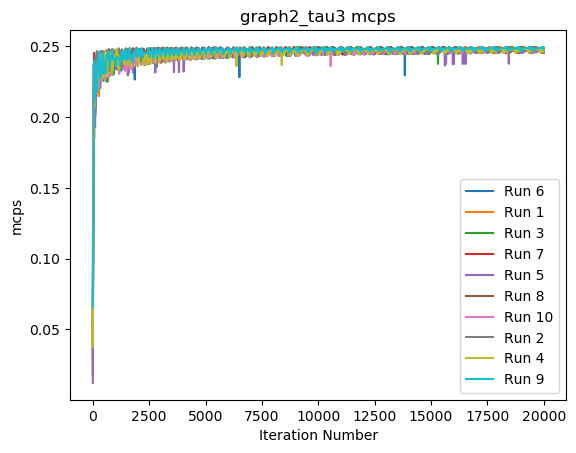 graph2_tau3 mcps
0.25
0.20
0.15
0.10
0.05
mcps
Run 6
Run 1
Run 3
Run 7
Run 5
Run 8
Run 10
Run 2
Run 4
Run 9
0 2500 5000 7500 10000 12500 15000 17500 20000
Iteration Number